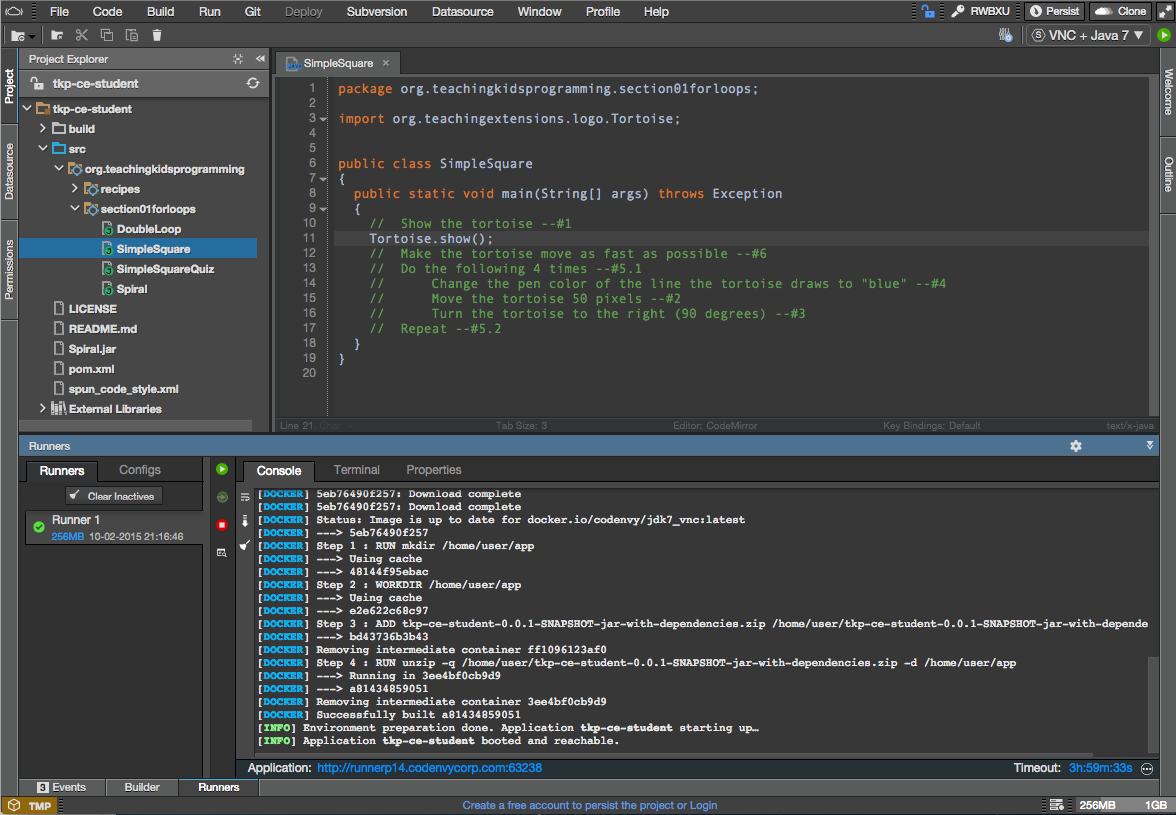 File Code Build Run Git Deploy Subversion Datasource Window Profile Help RWBXU Persist Clone
VNC + Java 7
Project Explorer
tkp-ce-student
Project
Datasource
Permissions
tkp-ce-student
build
src
org.teachingkidsprogramming
recipes
section01forloops
DoubleLoop
SimpleSquare
SimpleSquareQuiz
Spiral
LICENSE
README.md
Spiral.jar
pom.xml
spun_code_style.xml
External Libraries
SimpleSquare ×
1 package org.teachingkidsprogramming.section01forloops;
2
3 import org.teachingextensions.logo.Tortoise;
4
5
6 public class SimpleSquare
7 {
8 public static void main(String[] args) throws Exception
9 {
10 // Show the tortoise --#1
11 Tortoise.show();
12 // Make the tortoise move as fast as possible --#6
13 // Do the following 4 times --#5.1
14 // Change the pen color of the line the tortoise draws to "blue" --#4
15 // Move the tortoise 50 pixels --#2
16 // Turn the tortoise to the right (90 degrees) --#3
17 // Repeat --#5.2
18 }
19 }
20
Line 21, Char Tab Size: 3 Editor: CodeMirror Key Bindings: Default text/x-java
Welcome
Outline
Runners
Runners Configs
Clear Inactives
Runner 1
256MB 10-02-2015 21:16:46
Console Terminal Properties
[DOCKER] 5eb76490f257: Download complete
[DOCKER] 5eb76490f257: Download complete
[DOCKER] Status: Image is up to date for docker.io/codenvy/jdk7_vnc:latest
[DOCKER] ---> 5eb76490f257
[DOCKER] Step 1 : RUN mkdir /home/user/app
[DOCKER] ---> Using cache
[DOCKER] ---> 48144f95ebac
[DOCKER] Step 2 : WORKDIR /home/user/app
[DOCKER] ---> Using cache
[DOCKER] ---> e2e622c68c97
[DOCKER] Step 3 : ADD tkp-ce-student-0.0.1-SNAPSHOT-jar-with-dependencies.zip /home/user/tkp-ce-student-0.0.1-SNAPSHOT-jar-with-depende
[DOCKER] ---> bd43736b3b43
[DOCKER] Removing intermediate container ff1096123af0
[DOCKER] Step 4 : RUN unzip -q /home/user/tkp-ce-student-0.0.1-SNAPSHOT-jar-with-dependencies.zip -d /home/user/app
[DOCKER] ---> Running in 3ee4bf0cb9d9
[DOCKER] ---> a81434859051
[DOCKER] Removing intermediate container 3ee4bf0cb9d9
[DOCKER] Successfully built a81434859051
[INFO] Environment preparation done. Application tkp-ce-student starting up…
[INFO] Application tkp-ce-student booted and reachable.
Application: http://runnerp14.codenvycorp.com:63238 Timeout: 3h:59m:33s
3 Events Builder Runners
TMP Create a free account to persist the project or Login 256MB 1GB